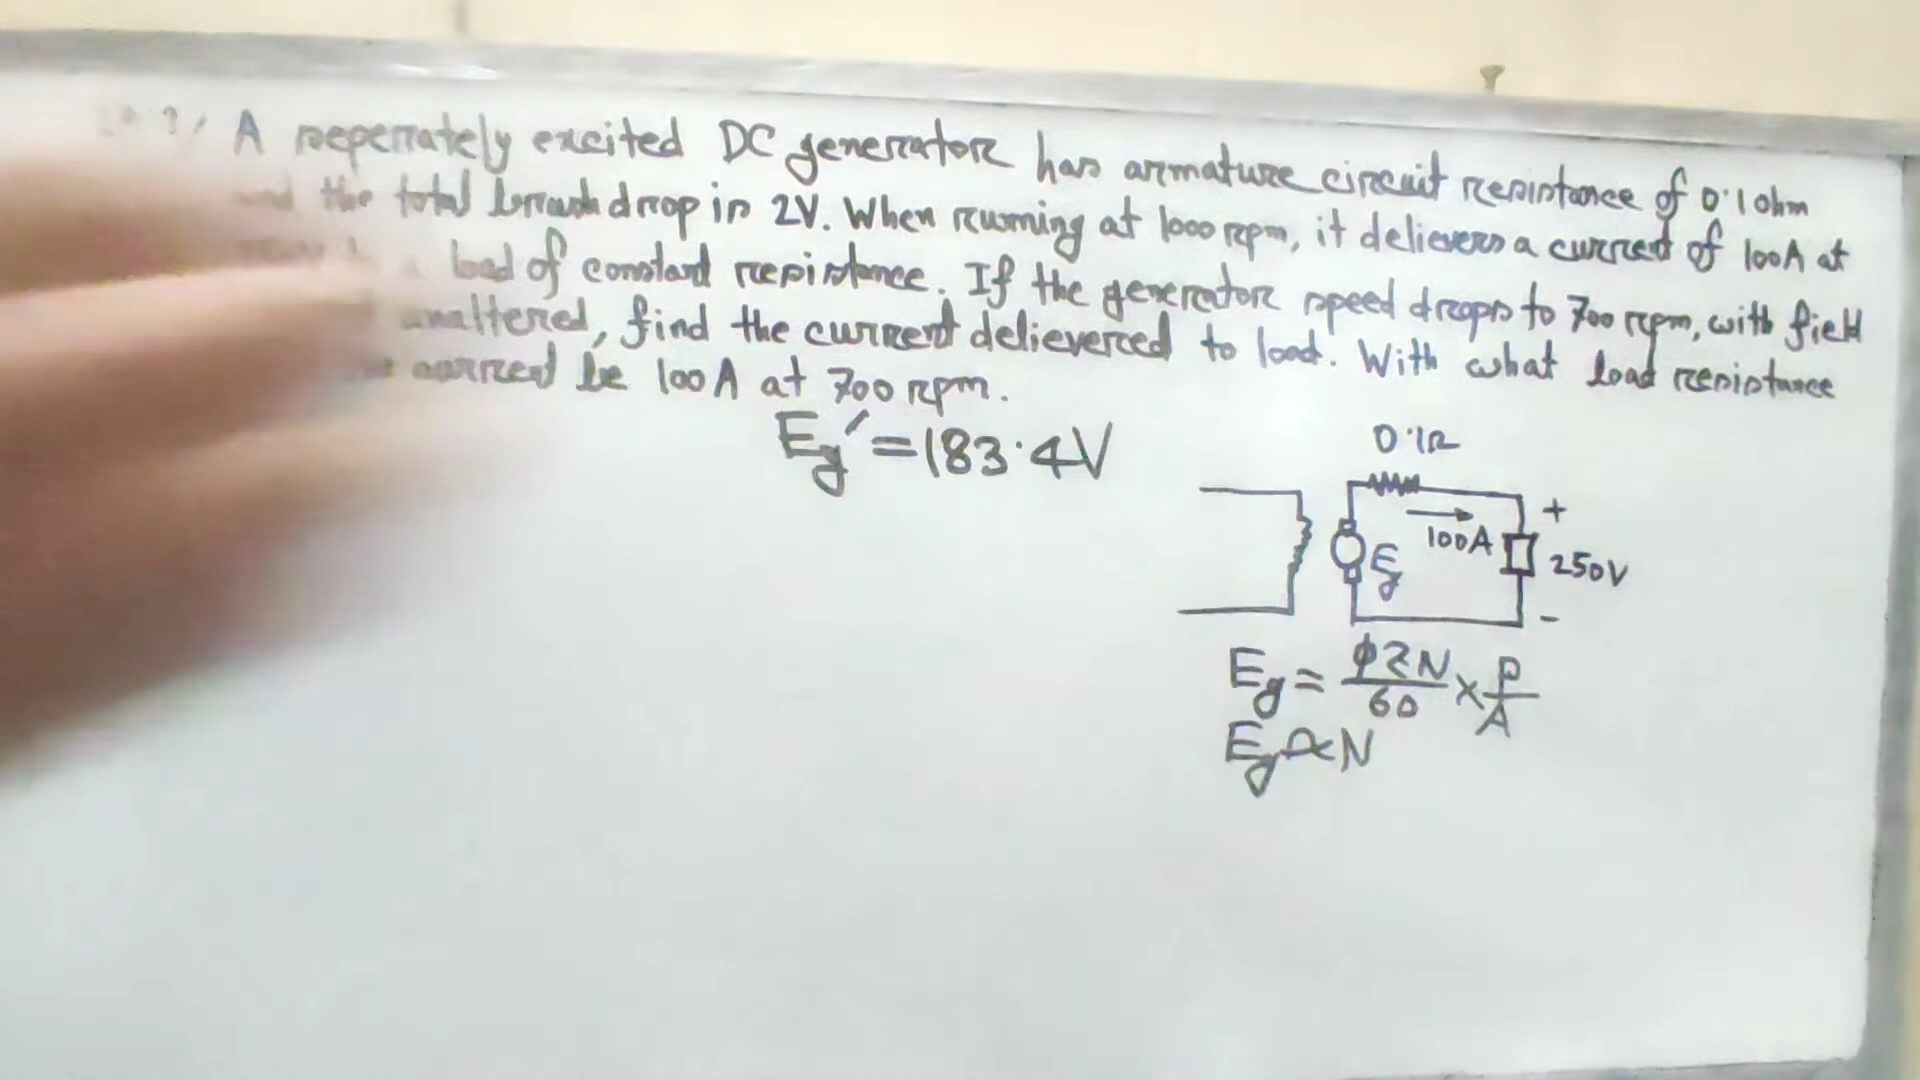 A seperately excited DC generator has armature circuit resistance of 0.1 ohm
and the total brush drop is 2V. When running at 1000 rpm, it delievers a current of 100A at
load of constant resistance. If the generator speed drops to 700 rpm, with field
unaltered, find the current delievered to load. With what load resistance
current be 100A at 700 rpm.
Eg' = 183.4V
0.1Ω
100A
Eg
+
250V
-
Eg = ϕZN/60 × P/A
Eg ∝ N